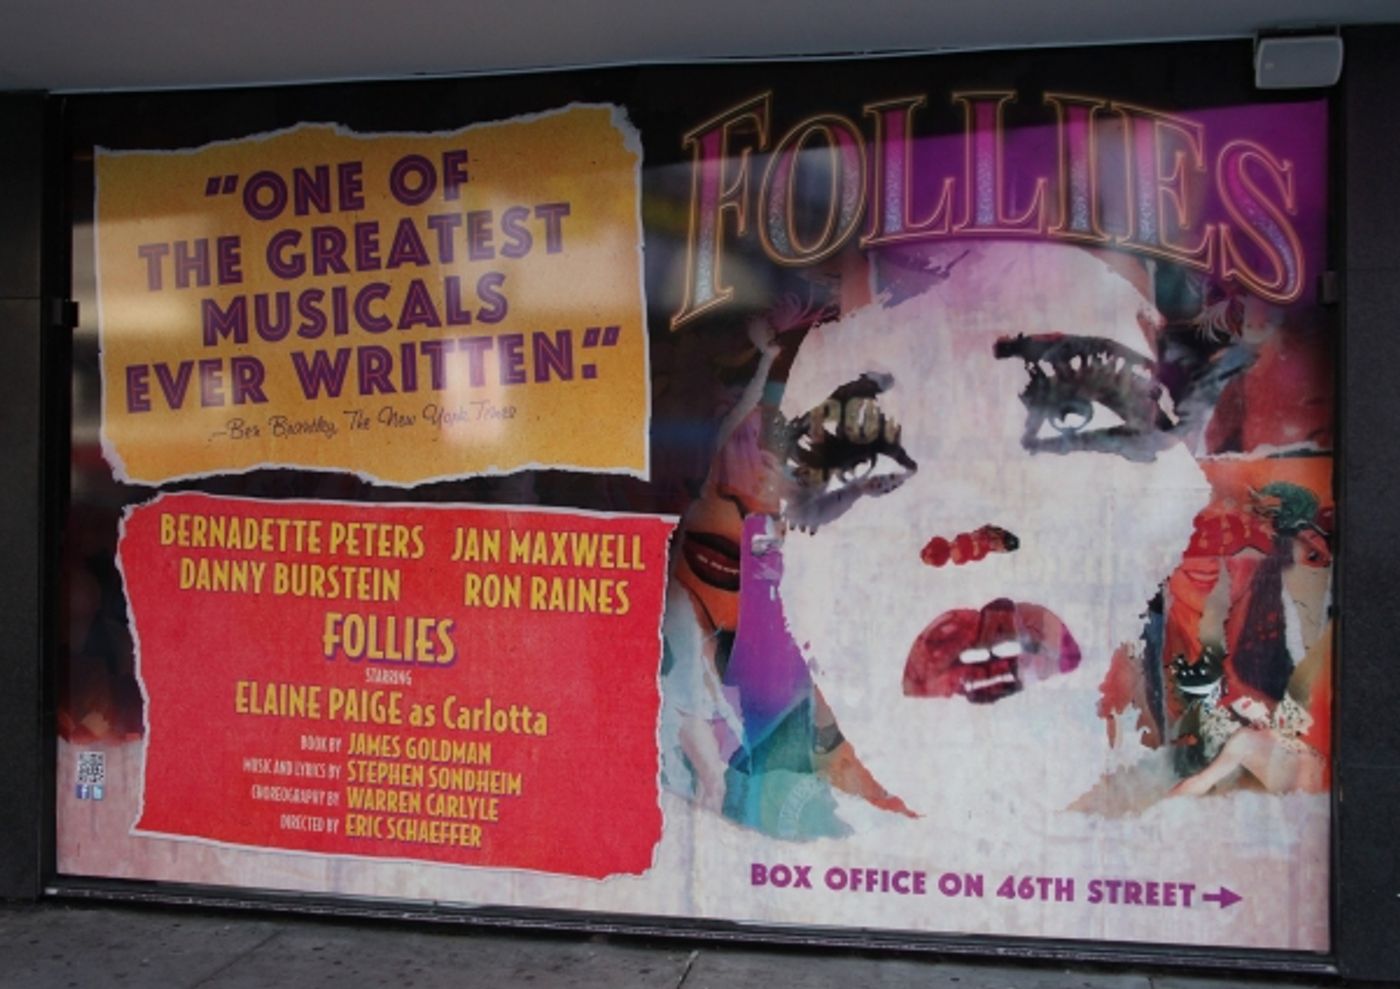 "ONE OF
THE GREATEST
MUSICALS
EVER WRITTEN."
—Ben Brantley, The New York Times
FOLLIES
BERNADETTE PETERS JAN MAXWELL
DANNY BURSTEIN RON RAINES
FOLLIES
STARRING
ELAINE PAIGE as Carlotta
BOOK BY JAMES GOLDMAN
MUSIC AND LYRICS BY STEPHEN SONDHEIM
CHOREOGRAPHY BY WARREN CARLYLE
DIRECTED BY ERIC SCHAEFFER
BOX OFFICE ON 46TH STREET